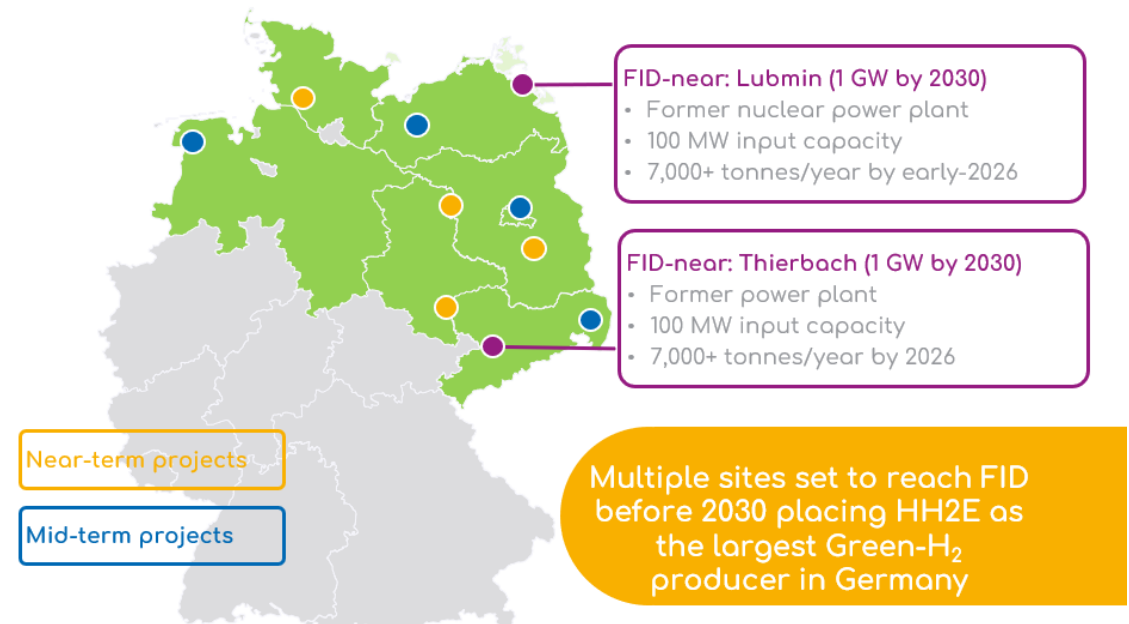 FID-near: Lubmin (1 GW by 2030)
• Former nuclear power plant
• 100 MW input capacity
• 7,000+ tonnes/year by early-2026
FID-near: Thierbach (1 GW by 2030)
• Former power plant
• 100 MW input capacity
• 7,000+ tonnes/year by 2026
Near-term projects
Mid-term projects
Multiple sites set to reach FID
before 2030 placing HH2E as
the largest Green-H₂
producer in Germany